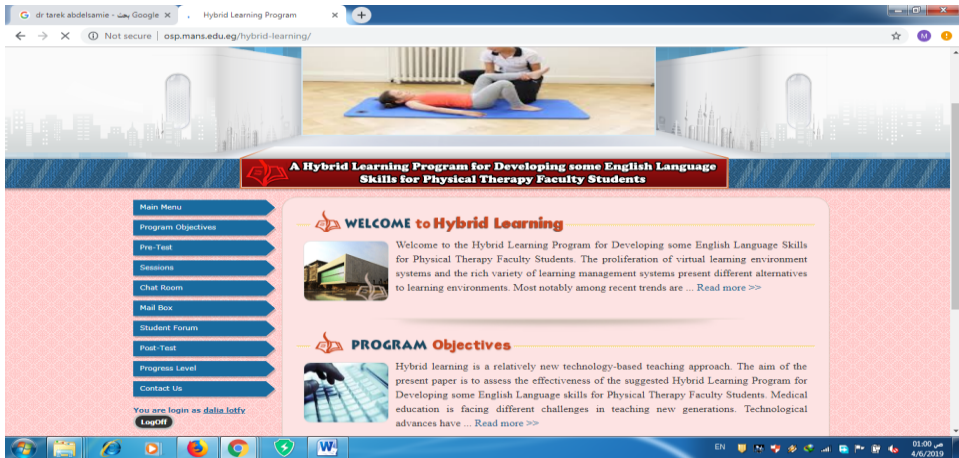 dr tarek abdelsamie - بحث Google
Hybrid Learning Program
Not secure | osp.mans.edu.eg/hybrid-learning/
M
A Hybrid Learning Program for Developing some English Language
Skills for Physical Therapy Faculty Students
Main Menu
Program Objectives
Pre-Test
Sessions
Chat Room
Mail Box
Student Forum
Post-Test
Progress Level
Contact Us
You are login as dalia lotfy
LogOff
WELCOME to Hybrid Learning
Welcome to the Hybrid Learning Program for Developing some English Language Skills
for Physical Therapy Faculty Students. The proliferation of virtual learning environment
systems and the rich variety of learning management systems present different alternatives
to learning environments. Most notably among recent trends are ... Read more >>
PROGRAM Objectives
Hybrid learning is a relatively new technology-based teaching approach. The aim of the
present paper is to assess the effectiveness of the suggested Hybrid Learning Program for
Developing some English Language skills for Physical Therapy Faculty Students. Medical
education is facing different challenges in teaching new generations. Technological
advances have ... Read more >>
EN
01:00 ص
4/6/2019